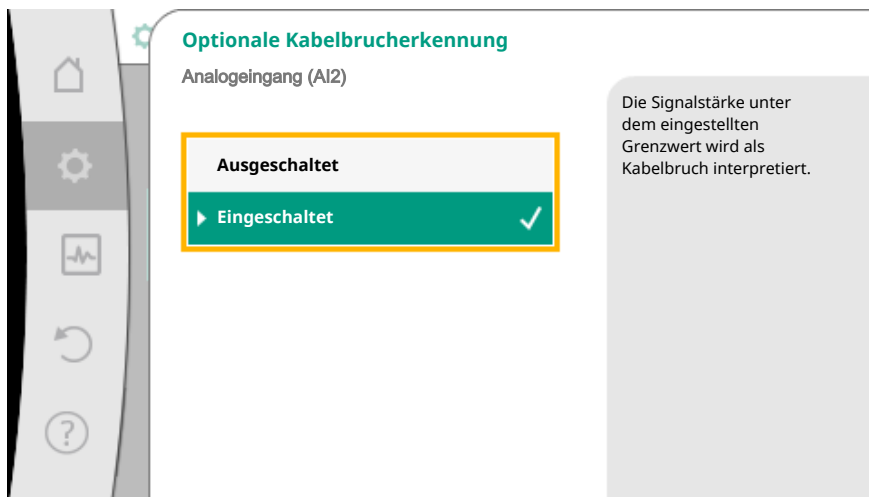 Optionale Kabelbrucherkennung
Analogeingang (AI2)
Ausgeschaltet
Eingeschaltet
Die Signalstärke unter
dem eingestellten
Grenzwert wird als
Kabelbruch interpretiert.
?